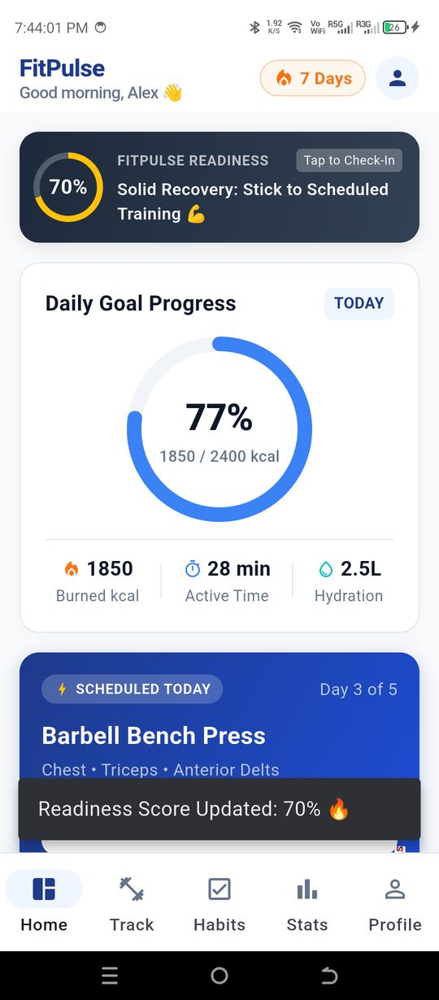 7:44:01 PM
1.92 K/S
Vo WiFi
R5G
R3G
26
FitPulse
Good morning, Alex 👋
7 Days
70%
FITPULSE READINESS
Tap to Check-In
Solid Recovery: Stick to Scheduled
Training 💪
Daily Goal Progress
TODAY
77%
1850 / 2400 kcal
1850
28 min
2.5L
Burned kcal
Active Time
Hydration
SCHEDULED TODAY
Day 3 of 5
Barbell Bench Press
Chest • Triceps • Anterior Delts
Readiness Score Updated: 70% 🔥
Home
Track
Habits
Stats
Profile